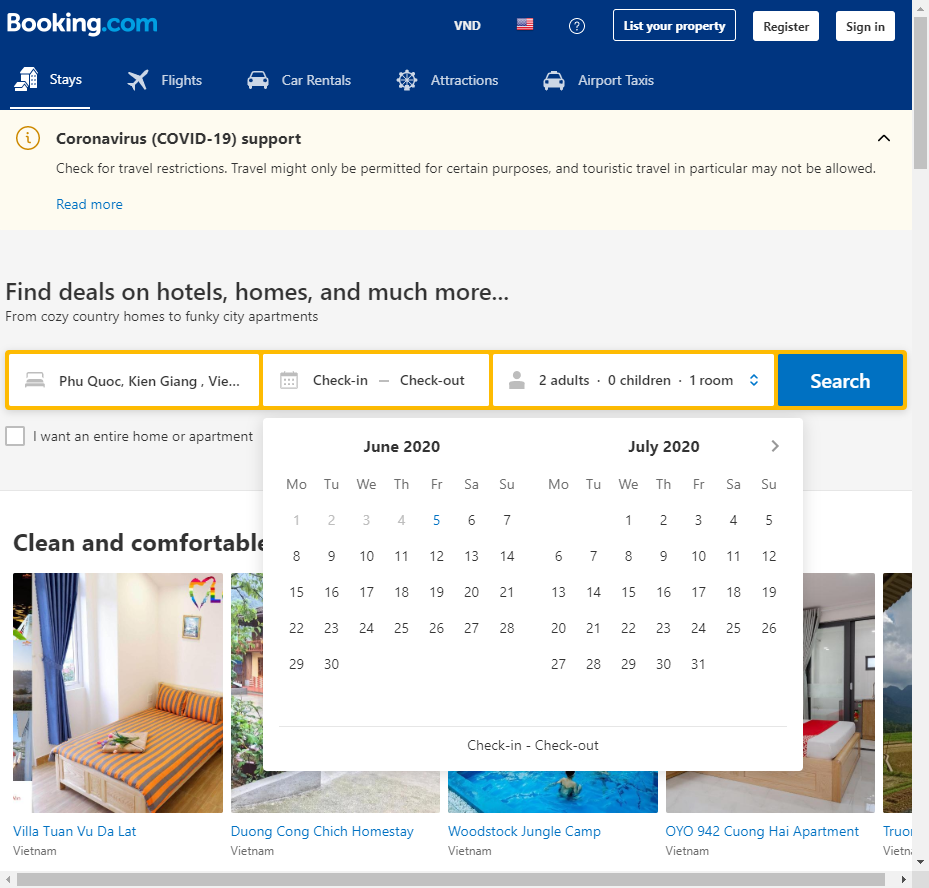 Booking.com
VND
List your property
Register
Sign in
Stays
Flights
Car Rentals
Attractions
Airport Taxis
Coronavirus (COVID-19) support
Check for travel restrictions. Travel might only be permitted for certain purposes, and touristic travel in particular may not be allowed.
Read more
Find deals on hotels, homes, and much more...
From cozy country homes to funky city apartments
Phu Quoc, Kien Giang , Vie...
Check-in — Check-out
2 adults · 0 children · 1 room
Search
I want an entire home or apartment
June 2020
Mo Tu We Th Fr Sa Su
1 2 3 4 5 6 7
8 9 10 11 12 13 14
15 16 17 18 19 20 21
22 23 24 25 26 27 28
29 30
July 2020
Mo Tu We Th Fr Sa Su
1 2 3 4 5
6 7 8 9 10 11 12
13 14 15 16 17 18 19
20 21 22 23 24 25 26
27 28 29 30 31
Check-in - Check-out
Clean and comfortable
Villa Tuan Vu Da Lat
Vietnam
Duong Cong Chich Homestay
Vietnam
Woodstock Jungle Camp
Vietnam
OYO 942 Cuong Hai Apartment
Vietnam